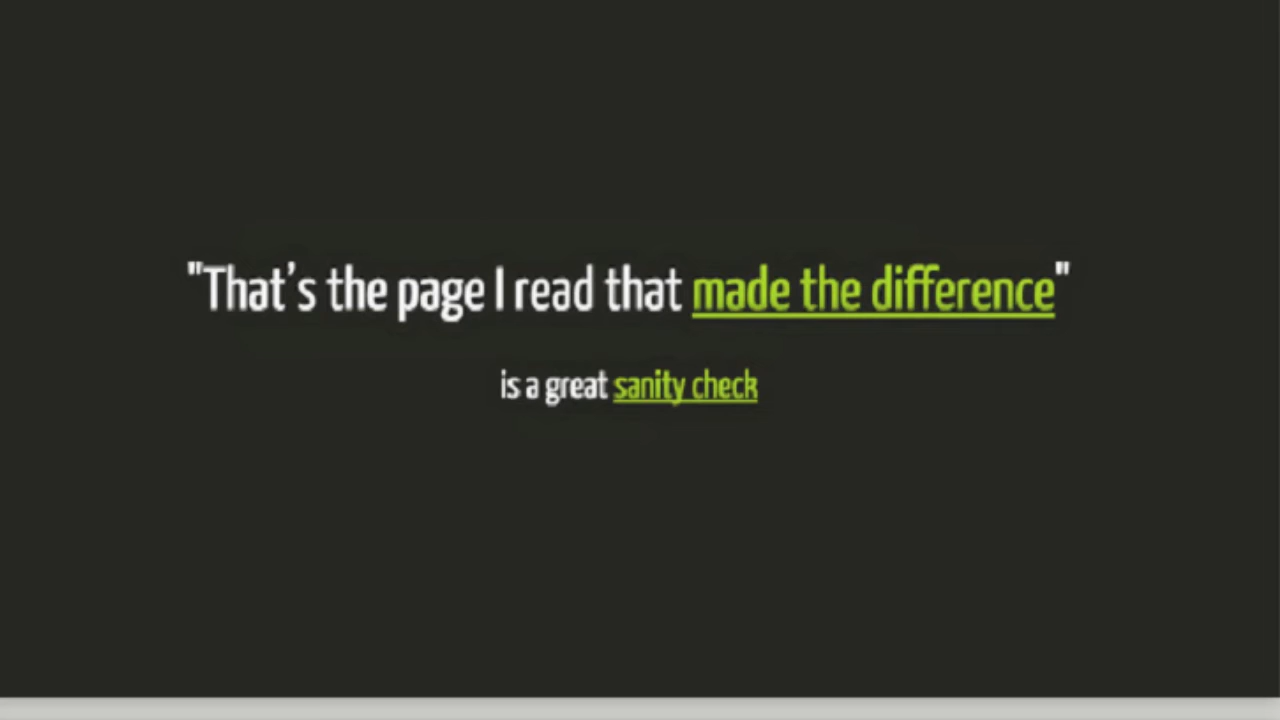 "That's the page I read that made the difference"
is a great sanity check